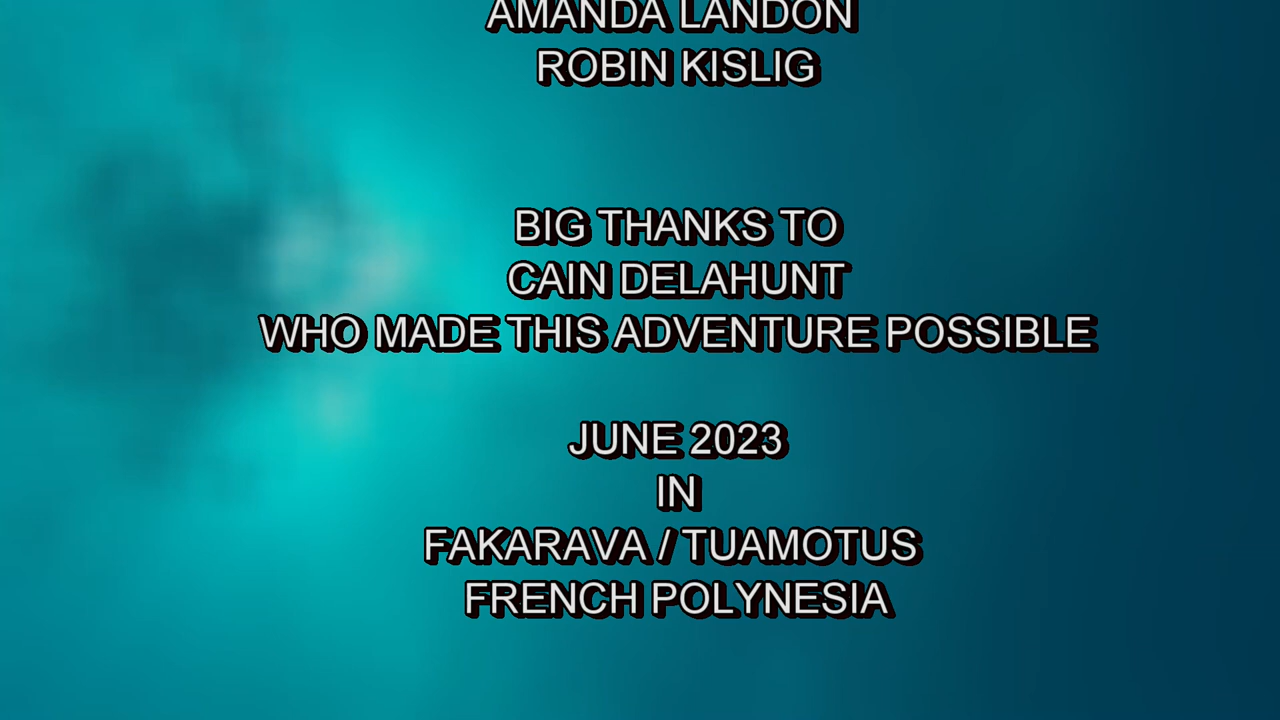 AMANDA LANDON
ROBIN KISLIG
BIG THANKS TO
CAIN DELAHUNT
WHO MADE THIS ADVENTURE POSSIBLE
JUNE 2023
IN
FAKARAVA / TUAMOTUS
FRENCH POLYNESIA